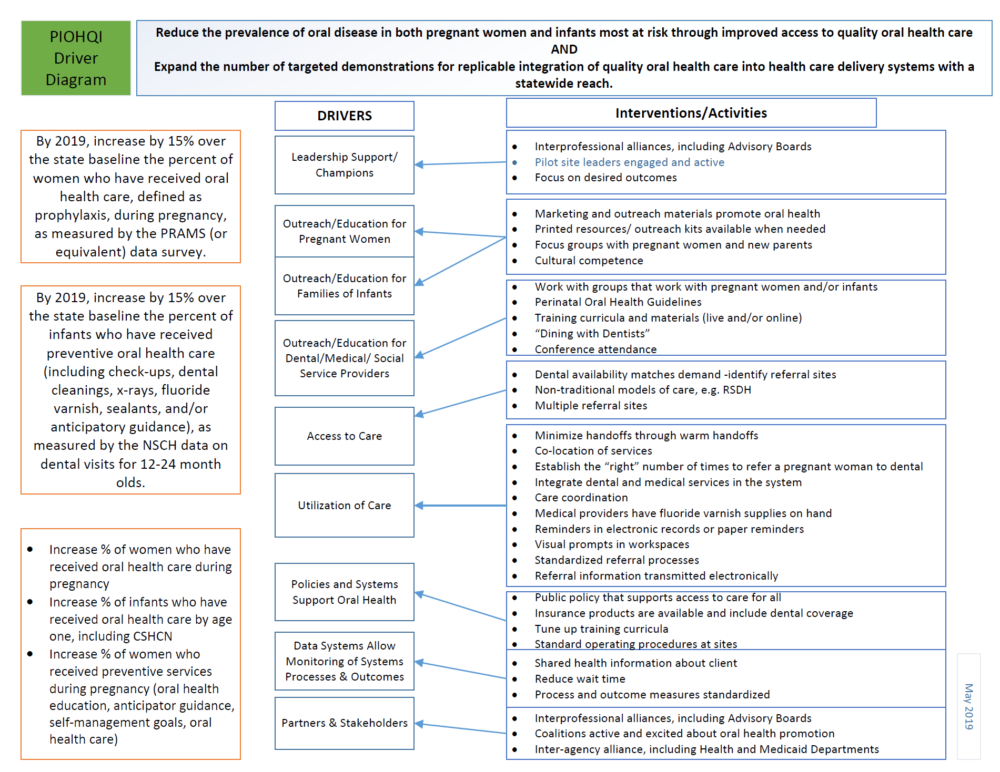 PIOHQI
Driver
Diagram
Reduce the prevalence of oral disease in both pregnant women and infants most at risk through improved access to quality oral health care
AND
Expand the number of targeted demonstrations for replicable integration of quality oral health care into health care delivery systems with a
statewide reach.
By 2019, increase by 15% over
the state baseline the percent of
women who have received oral
health care, defined as
prophylaxis, during pregnancy,
as measured by the PRAMS (or
equivalent) data survey.
By 2019, increase by 15% over
the state baseline the percent of
infants who have received
preventive oral health care
(including check-ups, dental
cleanings, x-rays, fluoride
varnish, sealants, and/or
anticipatory guidance), as
measured by the NSCH data on
dental visits for 12-24 month
olds.
• Increase % of women who have
received oral health care during
pregnancy
• Increase % of infants who have
received oral health care by age
one, including CSHCN
• Increase % of women who
received preventive services
during pregnancy (oral health
education, anticipator guidance,
self-management goals, oral
health care)
DRIVERS
Leadership Support/
Champions
Outreach/Education for
Pregnant Women
Outreach/Education for
Families of Infants
Outreach/Education for
Dental/Medical/ Social
Service Providers
Access to Care
Utilization of Care
Policies and Systems
Support Oral Health
Data Systems Allow
Monitoring of Systems
Processes & Outcomes
Partners & Stakeholders
Interventions/Activities
• Interprofessional alliances, including Advisory Boards
• Pilot site leaders engaged and active
• Focus on desired outcomes
• Marketing and outreach materials promote oral health
• Printed resources/ outreach kits available when needed
• Focus groups with pregnant women and new parents
• Cultural competence
• Work with groups that work with pregnant women and/or infants
• Perinatal Oral Health Guidelines
• Training curricula and materials (live and/or online)
• “Dining with Dentists”
• Conference attendance
• Dental availability matches demand -identify referral sites
• Non-traditional models of care, e.g. RSDH
• Multiple referral sites
• Minimize handoffs through warm handoffs
• Co-location of services
• Establish the “right” number of times to refer a pregnant woman to dental
• Integrate dental and medical services in the system
• Care coordination
• Medical providers have fluoride varnish supplies on hand
• Reminders in electronic records or paper reminders
• Visual prompts in workspaces
• Standardized referral processes
• Referral information transmitted electronically
• Public policy that supports access to care for all
• Insurance products are available and include dental coverage
• Tune up training curricula
• Standard operating procedures at sites
• Shared health information about client
• Reduce wait time
• Process and outcome measures standardized
• Interprofessional alliances, including Advisory Boards
• Coalitions active and excited about oral health promotion
• Inter-agency alliance, including Health and Medicaid Departments
May 2019